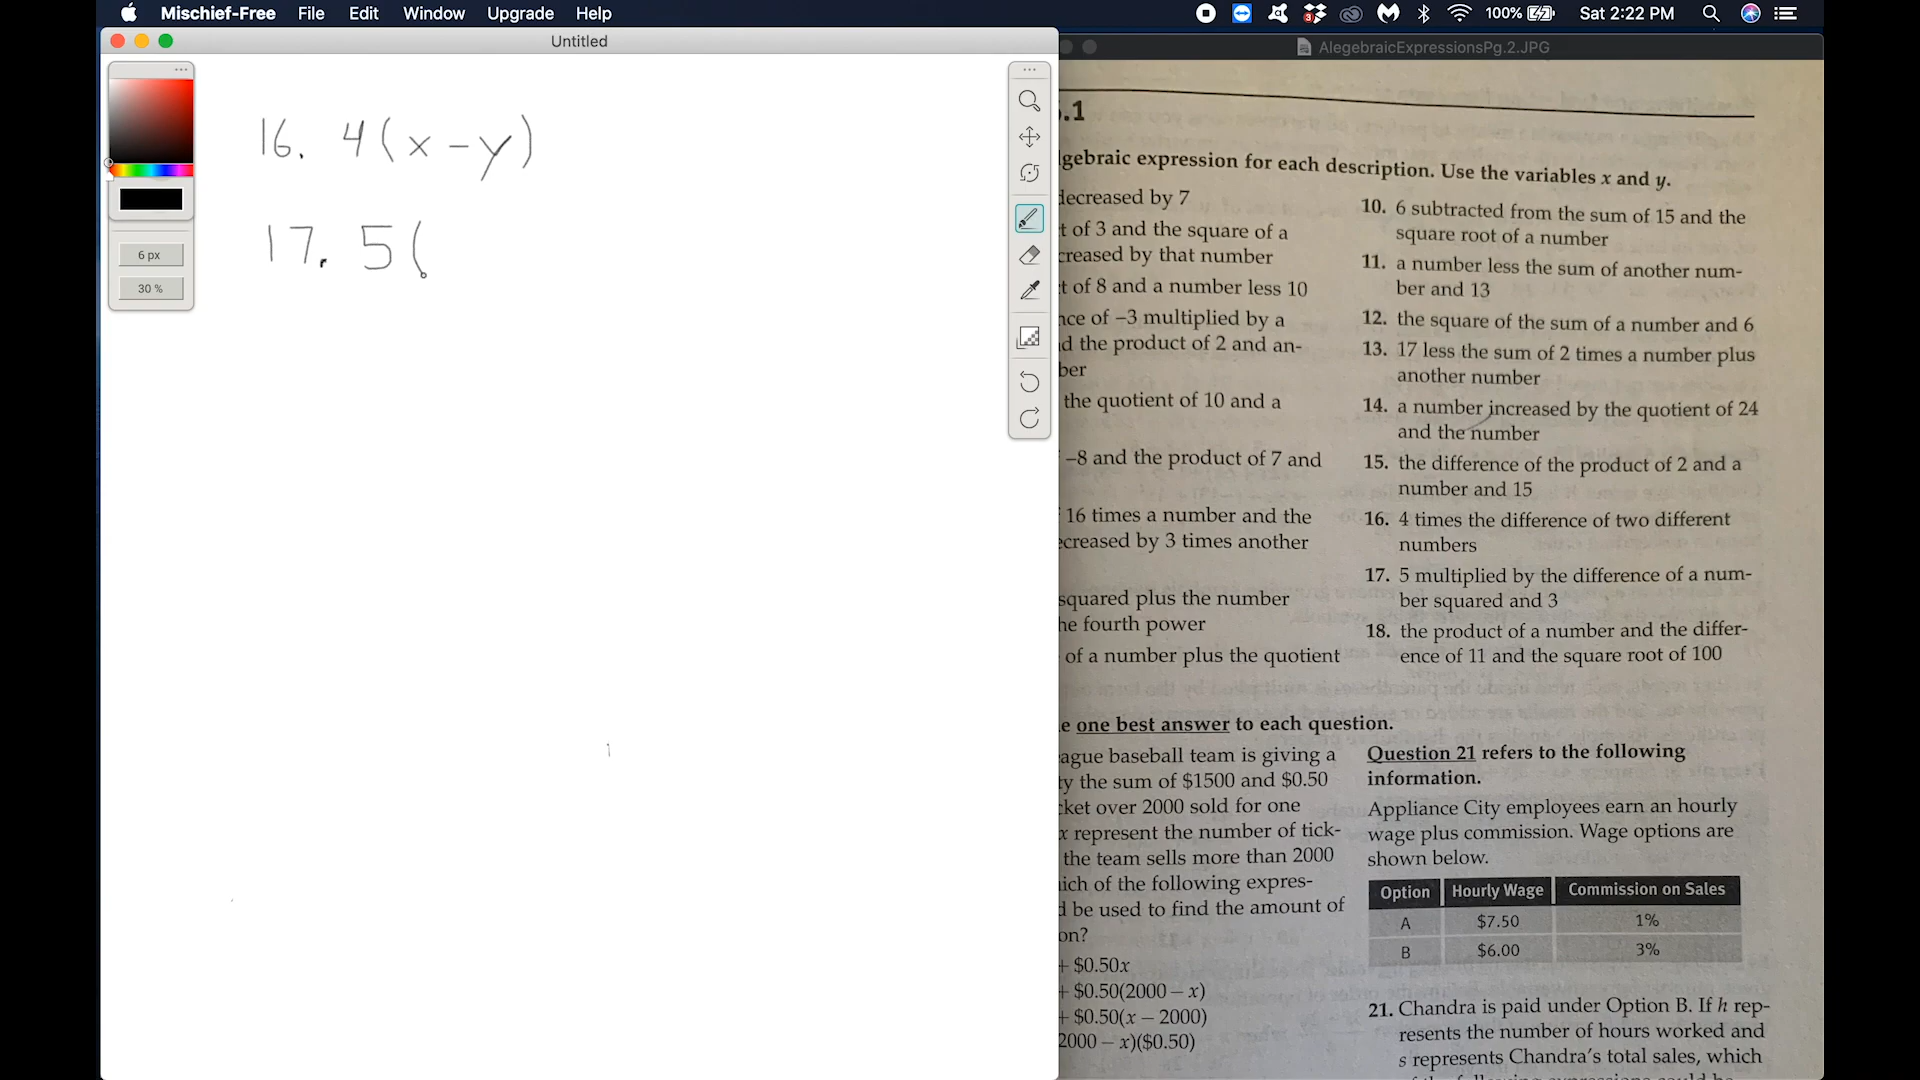 Mischief-Free File Edit Window Upgrade Help
3
100% Sat 2:22 PM
Untitled
AlegebraicExpressionsPg.2.JPG
6 px
30 %
16. 4(x-y)
17. 5(
.1
gebraic expression for each description. Use the variables x and y.
decreased by 7
t of 3 and the square of a
creased by that number
t of 8 and a number less 10
nce of –3 multiplied by a
d the product of 2 and an-
ber
the quotient of 10 and a
–8 and the product of 7 and
16 times a number and the
ecreased by 3 times another
squared plus the number
he fourth power
of a number plus the quotient
10. 6 subtracted from the sum of 15 and the
square root of a number
11. a number less the sum of another num-
ber and 13
12. the square of the sum of a number and 6
13. 17 less the sum of 2 times a number plus
another number
14. a number increased by the quotient of 24
and the number
15. the difference of the product of 2 and a
number and 15
16. 4 times the difference of two different
numbers
17. 5 multiplied by the difference of a num-
ber squared and 3
18. the product of a number and the differ-
ence of 11 and the square root of 100
e one best answer to each question.
ague baseball team is giving a
ty the sum of $1500 and $0.50
cket over 2000 sold for one
x represent the number of tick-
the team sells more than 2000
ich of the following expres-
d be used to find the amount of
on?
+ $0.50x
+ $0.50(2000 – x)
+ $0.50(x – 2000)
2000 – x)($0.50)
Question 21 refers to the following
information.
Appliance City employees earn an hourly
wage plus commission. Wage options are
shown below.
Option Hourly Wage Commission on Sales
A $7.50 1%
B $6.00 3%
21. Chandra is paid under Option B. If h rep-
resents the number of hours worked and
s represents Chandra's total sales, which